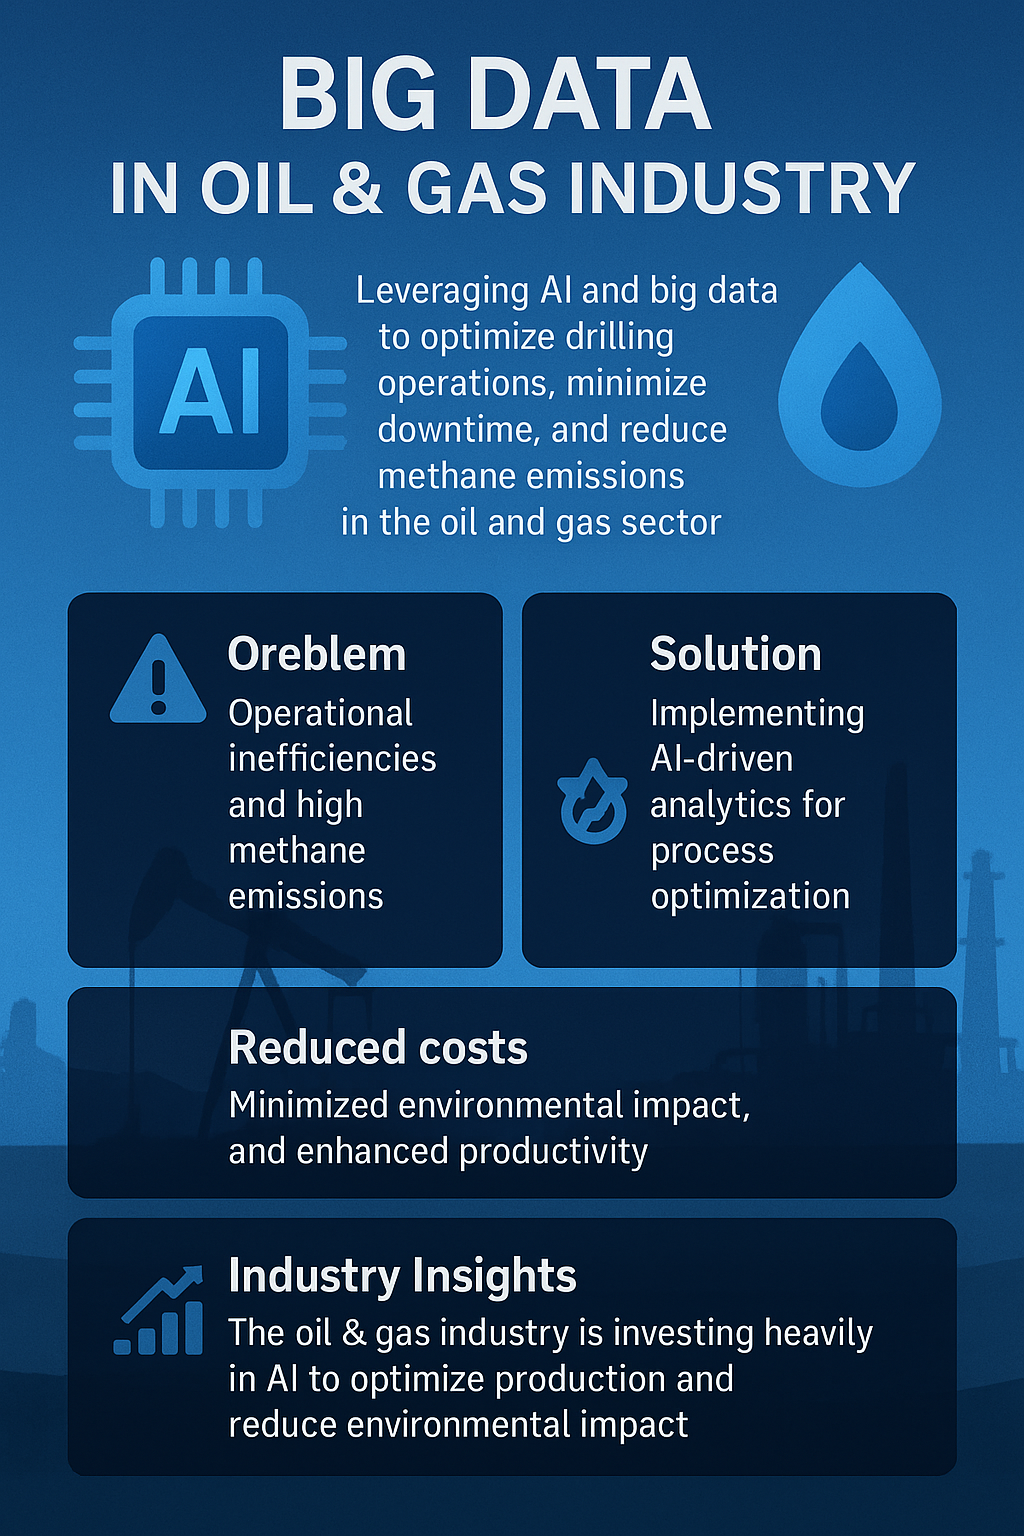 BIG DATA
IN OIL & GAS INDUSTRY
AI
Leveraging AI and big data
to optimize drilling
operations, minimize
downtime, and reduce
methane emissions
in the oil and gas sector
Oreblem
Operational
inefficiencies
and high
methane
emissions
Solution
Implementing
AI-driven
analytics for
process
optimization
Reduced costs
Minimized environmental impact,
and enhanced productivity
Industry Insights
The oil & gas industry is investing heavily
in AI to optimize production and
reduce environmental impact